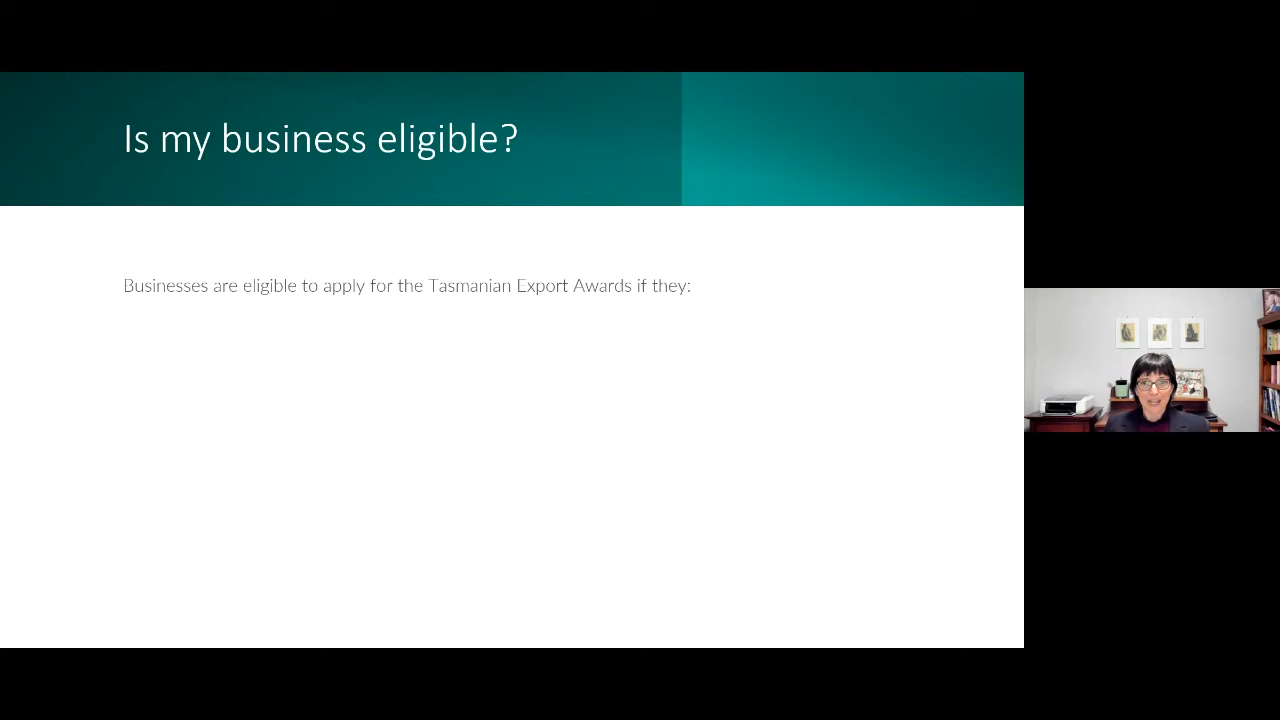 Is my business eligible?
Businesses are eligible to apply for the Tasmanian Export Awards if they: